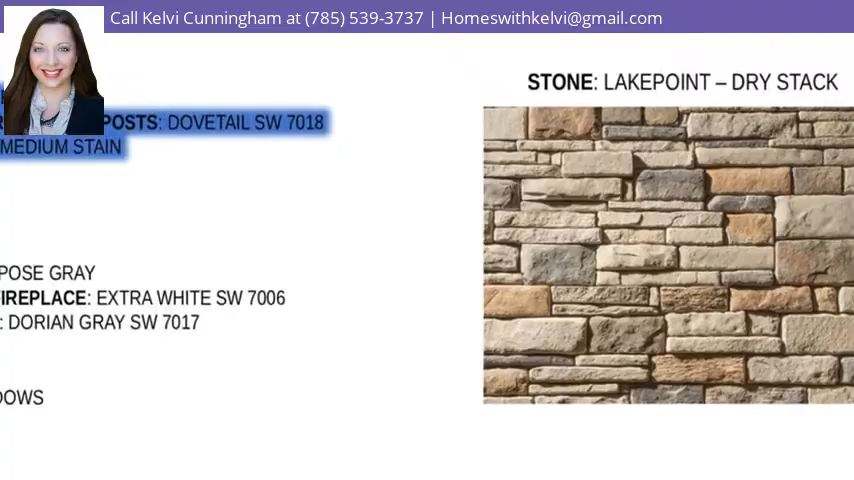 Call Kelvi Cunningham at (785) 539-3737 | Homeswithkelvi@gmail.com
STONE: LAKEPOINT – DRY STACK
POSTS: DOVETAIL SW 7018
MEDIUM STAIN
POSE GRAY
FIREPLACE: EXTRA WHITE SW 7006
: DORIAN GRAY SW 7017
DOWS